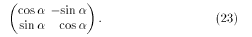 ( cos α −sin α
sin α cos α ). (23)